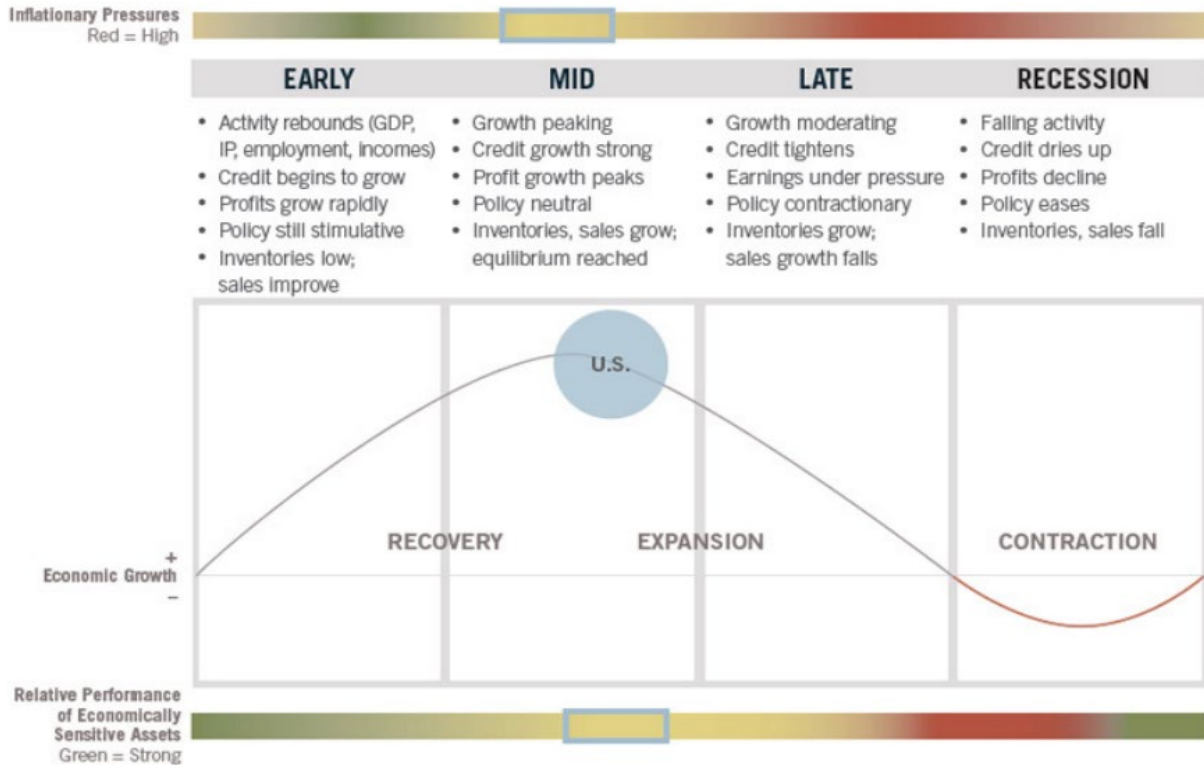 Inflationary Pressures
Red = High
EARLY
MID
LATE
RECESSION
• Activity rebounds (GDP,
IP, employment, incomes)
• Credit begins to grow
• Profits grow rapidly
• Policy still stimulative
• Inventories low;
sales improve
• Growth peaking
• Credit growth strong
• Profit growth peaks
• Policy neutral
• Inventories, sales grow;
equilibrium reached
• Growth moderating
• Credit tightens
• Earnings under pressure
• Policy contractionary
• Inventories grow;
sales growth falls
• Falling activity
• Credit dries up
• Profits decline
• Policy eases
• Inventories, sales fall
U.S.
RECOVERY
EXPANSION
CONTRACTION
+
Economic Growth
–
Relative Performance
of Economically
Sensitive Assets
Green = Strong